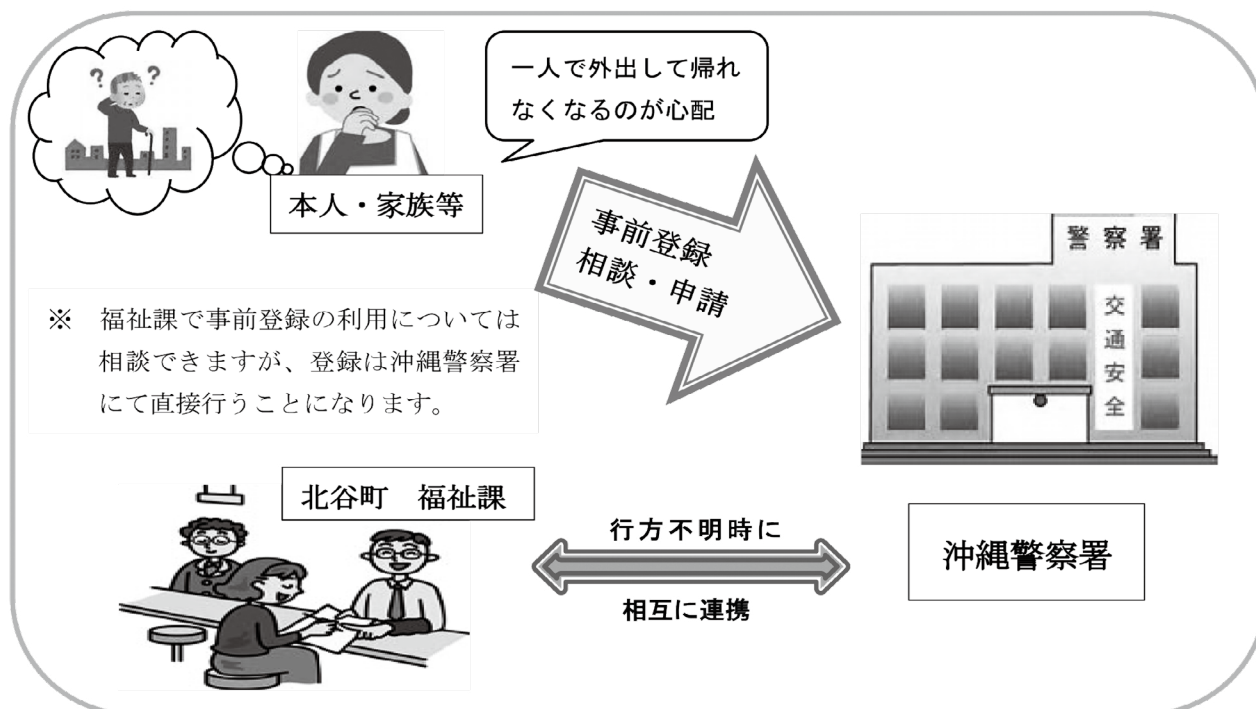 ? ?
一人で外出して帰れ
なくなるのが心配
本人・家族等
事前登録
相談・申請
※ 福祉課で事前登録の利用については
相談できますが、登録は沖縄警察署
にて直接行うことになります。
警察署
交通安全
北谷町 福祉課
行方不明時に
相互に連携
沖縄警察署